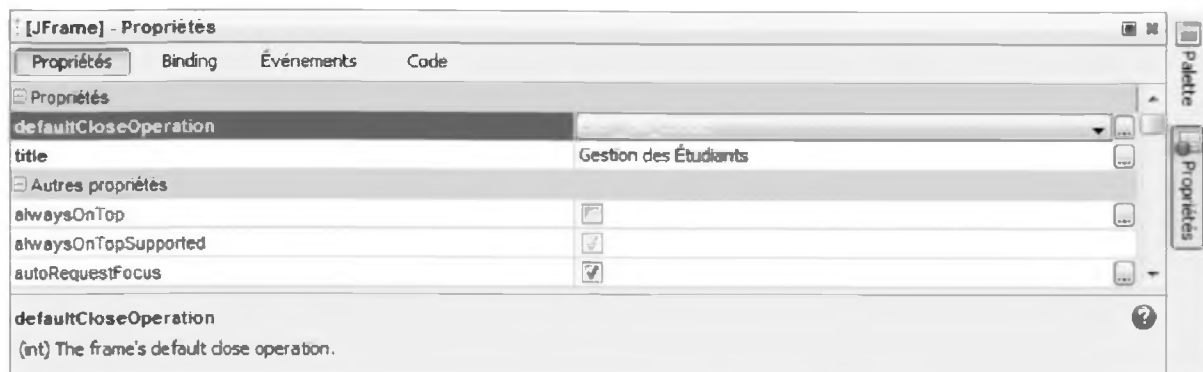 [JFrame] - Propriétés
Propriétés Binding Événements Code
Propriétés
defaultCloseOperation
title Gestion des Étudiants
Autres propriétés
alwaysOnTop
alwaysOnTopSupported
autoRequestFocus
defaultCloseOperation
(int) The frame's default close operation.
Palette
Propriétés